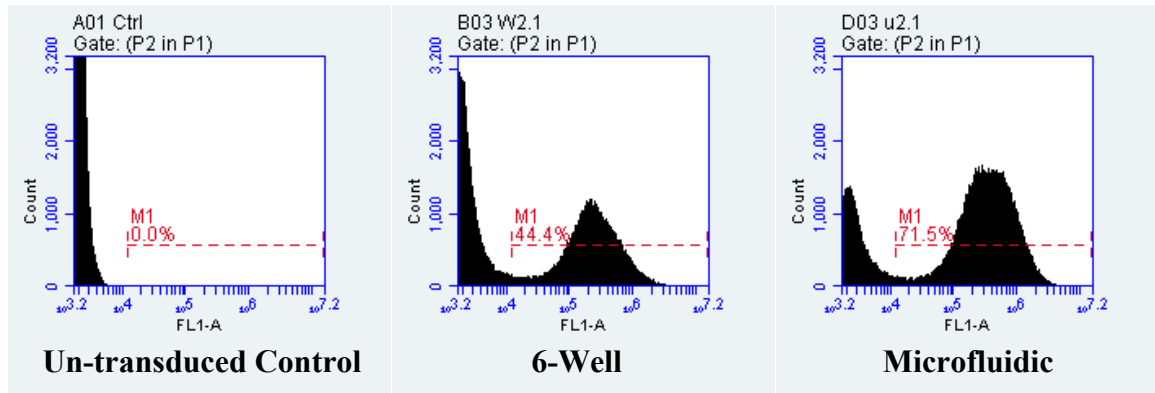 A01 Ctrl
Gate: (P2 in P1)
3,200
2,000
1,000
0
Count
M1
0.0%
10^3.2 10^4 10^5 10^6 10^7.2
FL1-A
Un-transduced Control
B03 W2.1
Gate: (P2 in P1)
3,200
2,000
1,000
0
Count
M1
44.4%
10^3.2 10^4 10^5 10^6 10^7.2
FL1-A
6-Well
D03 u2.1
Gate: (P2 in P1)
3,200
2,000
1,000
0
Count
M1
71.5%
10^3.2 10^4 10^5 10^6 10^7.2
FL1-A
Microfluidic